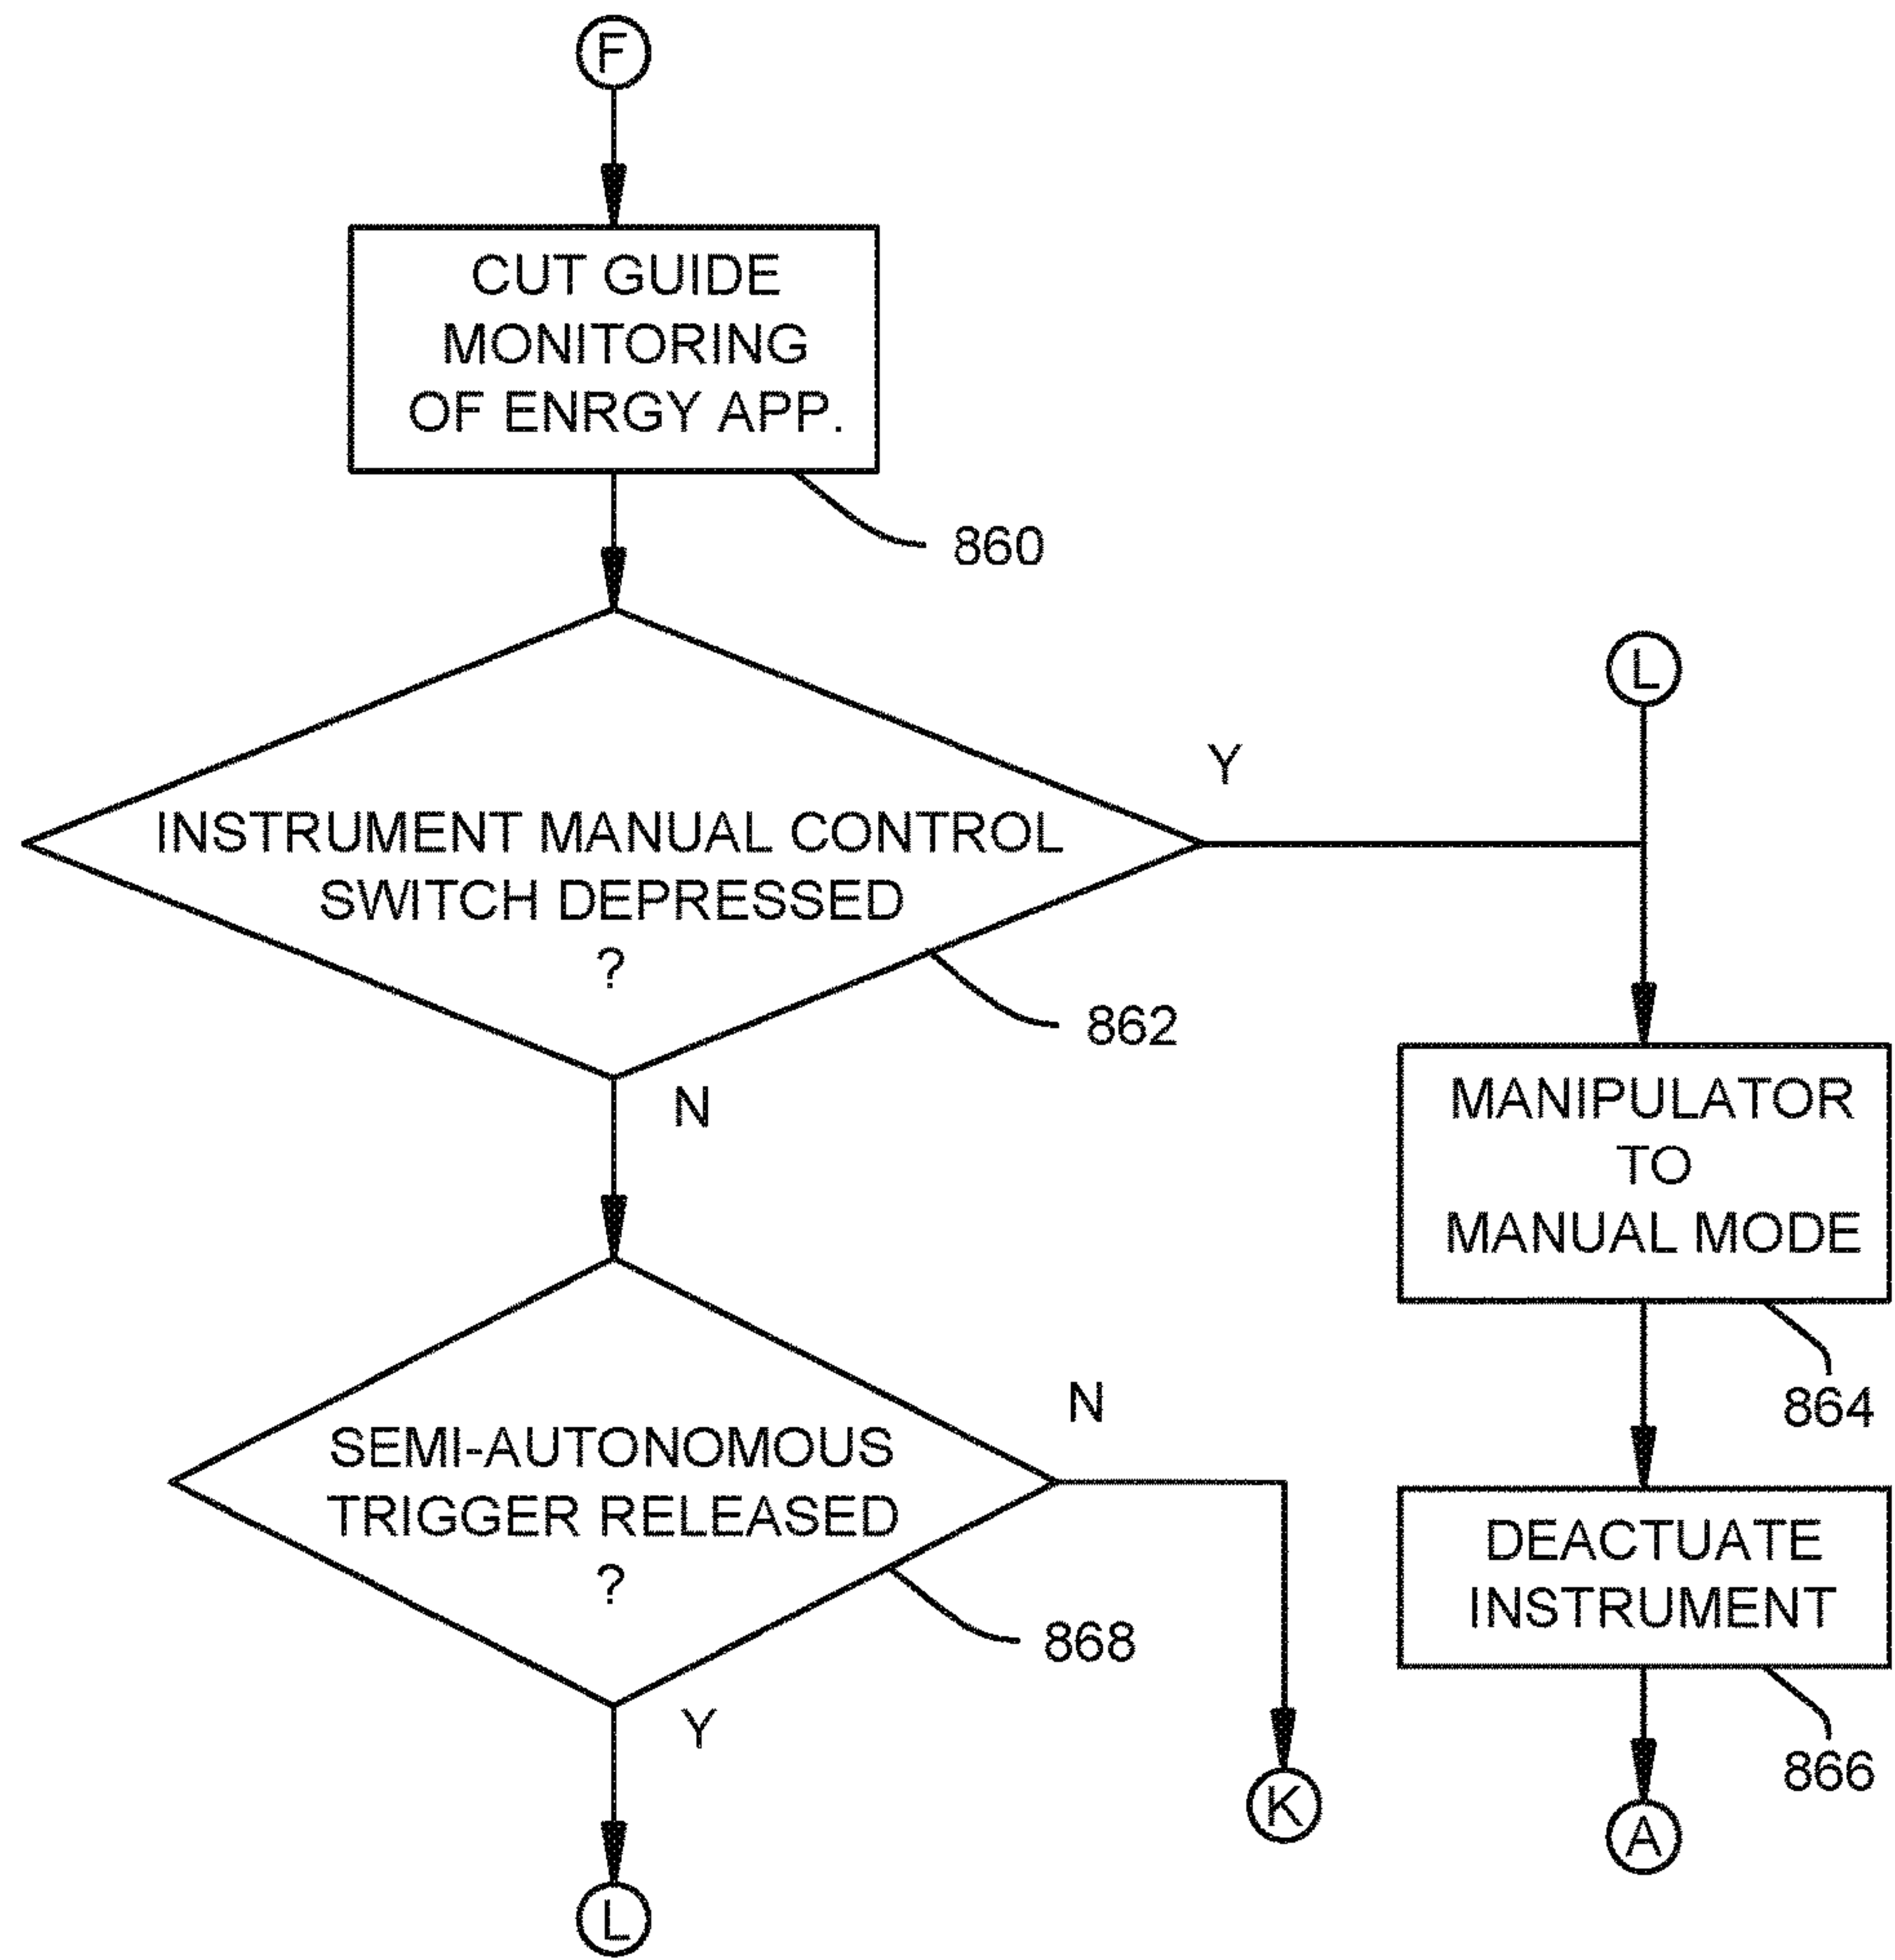 F
CUT GUIDE
MONITORING
OF ENRGY APP.
860
INSTRUMENT MANUAL CONTROL
SWITCH DEPRESSED
?
862
Y
N
L
MANIPULATOR
TO
MANUAL MODE
864
DEACTUATE
INSTRUMENT
866
A
SEMI-AUTONOMOUS
TRIGGER RELEASED
?
868
N
K
Y
L